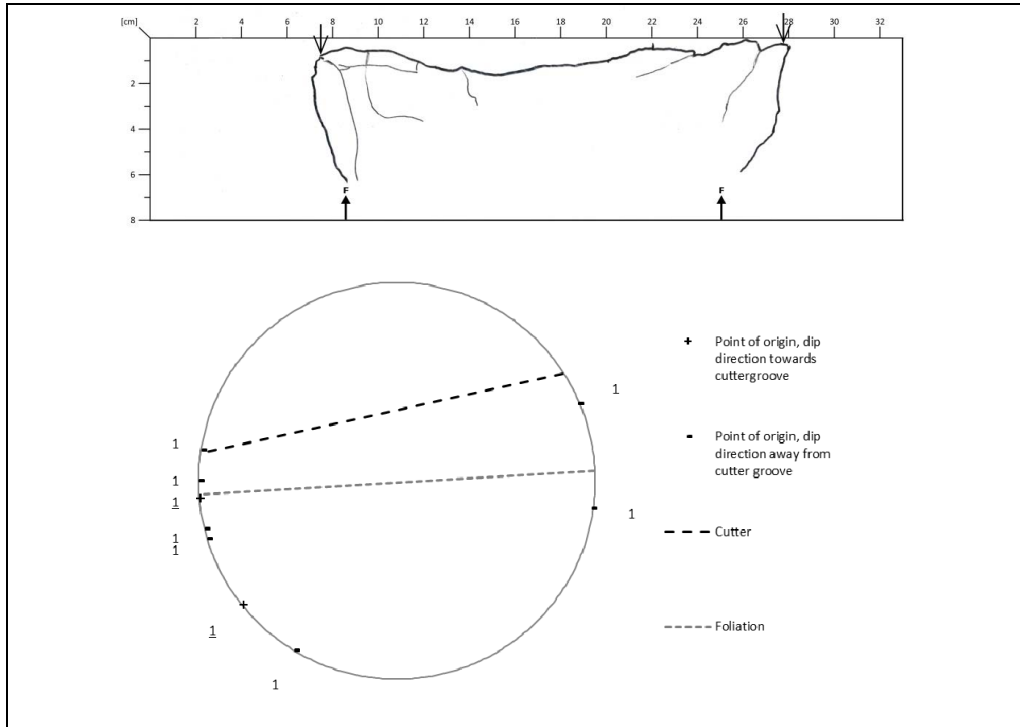 [cm] 2 4 6 8 10 12 14 16 18 20 22 24 26 28 30 32
2
4
6
8
F F
1
1
1
1
1
1
1
1
1
+ Point of origin, dip
direction towards
cuttergroove
- Point of origin, dip
direction away from
cutter groove
Cutter
Foliation